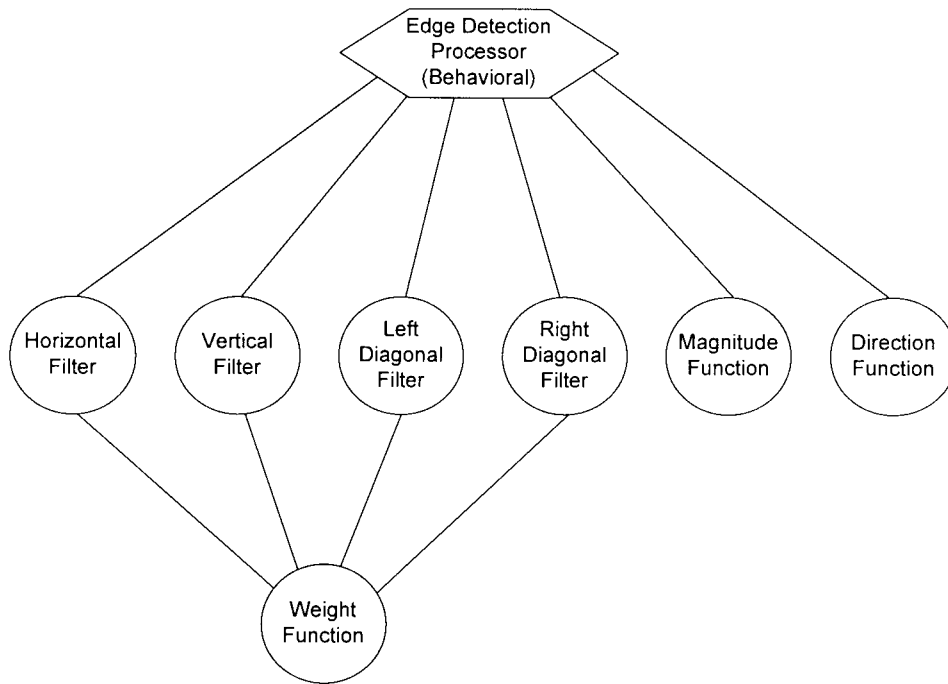 Edge Detection
Processor
(Behavioral)
Horizontal
Filter
Vertical
Filter
Left
Diagonal
Filter
Right
Diagonal
Filter
Magnitude
Function
Direction
Function
Weight
Function